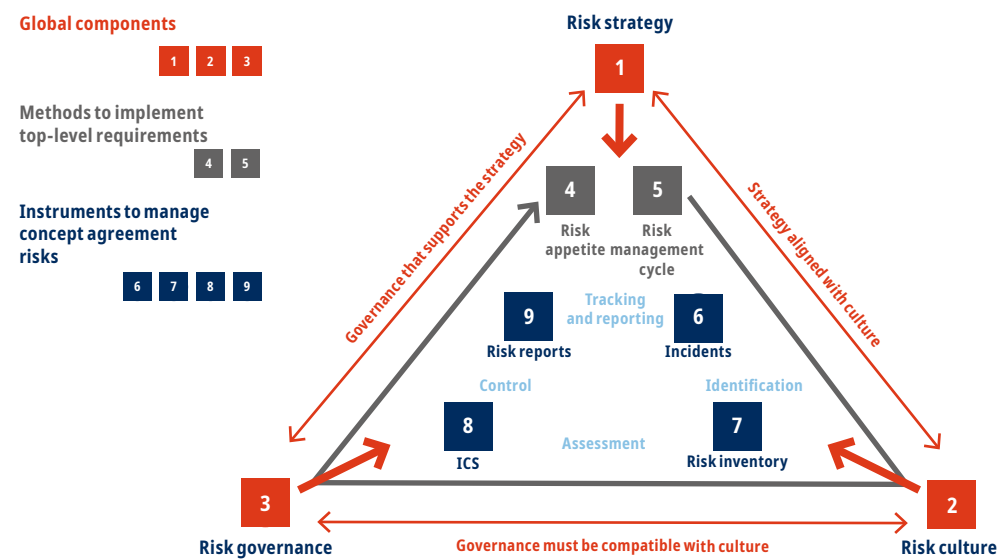 Global components
1 2 3
Methods to implement
top-level requirements
4 5
Instruments to manage
concept agreement
risks
6 7 8 9
Risk strategy
1
Governance that supports the strategy
Strategy aligned with culture
4
5
Risk
appetite
Risk
management
cycle
Tracking
and reporting
9
Risk reports
6
Incidents
Control
Identification
8
ICS
Assessment
7
Risk inventory
3
Risk governance
2
Risk culture
Governance must be compatible with culture